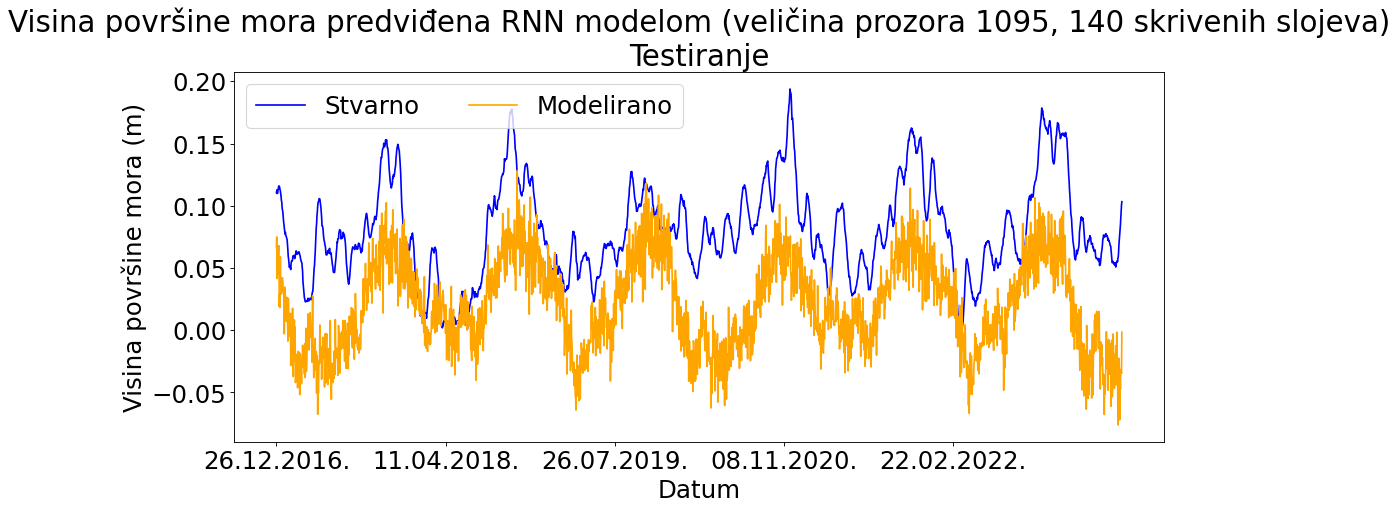 Visina površine mora predviđena RNN modelom (veličina prozora 1095, 140 skrivenih slojeva)
Testiranje
Stvarno
Modelirano
Visina površine mora (m)
0.20
0.15
0.10
0.05
0.00
−0.05
26.12.2016.
11.04.2018.
26.07.2019.
08.11.2020.
22.02.2022.
Datum